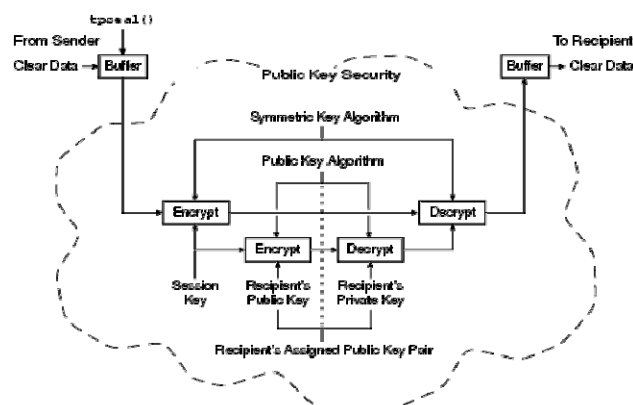 tpseal()
From Sender
To Recipient
Clear Data
Buffer
Buffer
Clear Data
Public Key Security
Symmetric Key Algorithm
Public Key Algorithm
Encrypt
Decrypt
Encrypt
Decrypt
Session
Key
Recipient's
Public Key
Recipient's
Private Key
Recipient's Assigned Public Key Pair